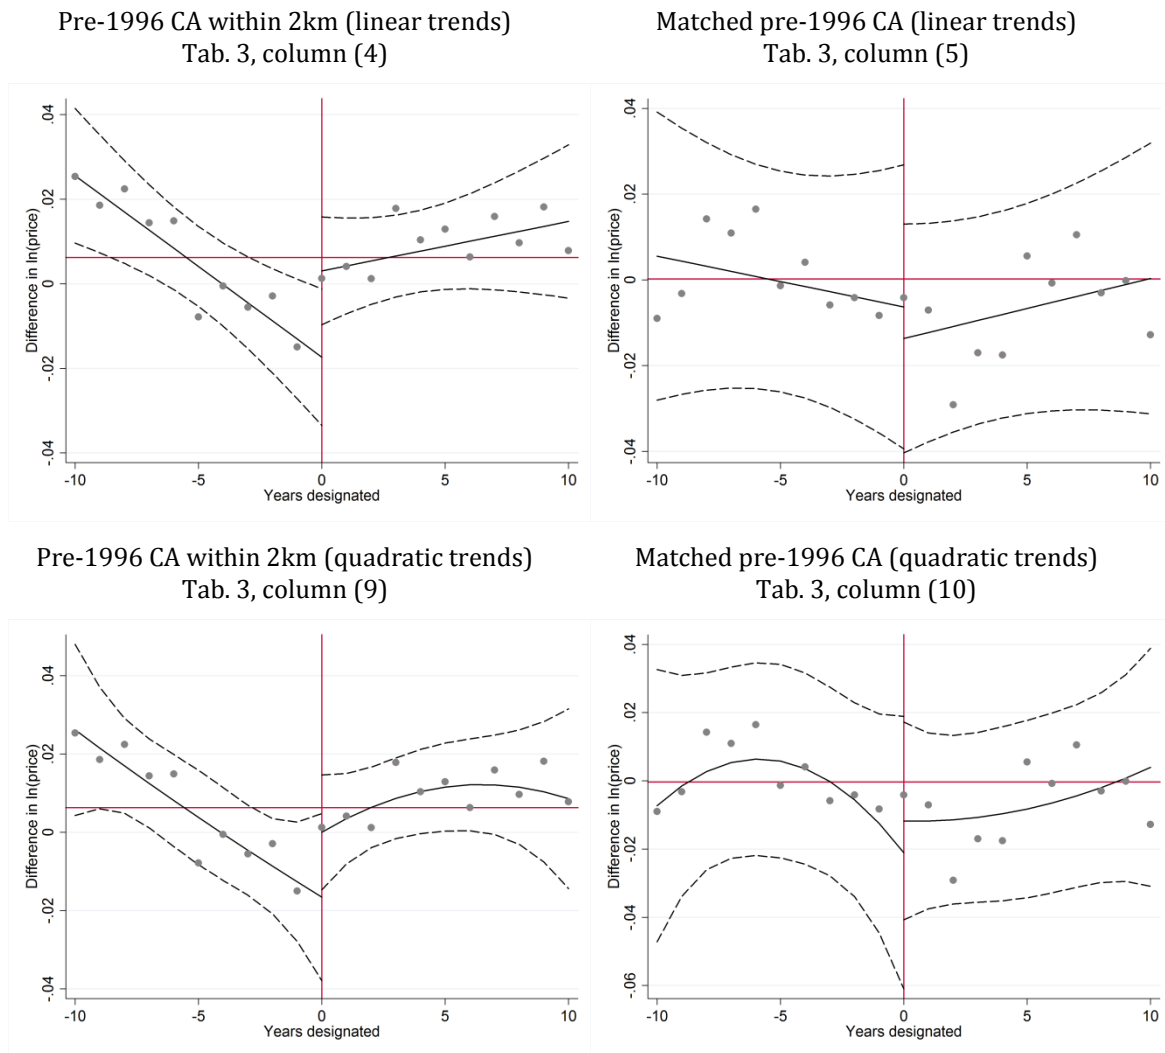 Pre-1996 CA within 2km (linear trends)
Tab. 3, column (4)
Difference in ln(price)
.04
.02
0
-.02
-.04
-10
-5
0
5
10
Years designated
Matched pre-1996 CA (linear trends)
Tab. 3, column (5)
Difference in ln(price)
.04
.02
0
-.02
-.04
-10
-5
0
5
10
Years designated
Pre-1996 CA within 2km (quadratic trends)
Tab. 3, column (9)
Difference in ln(price)
.04
.02
0
-.02
-.04
-10
-5
0
5
10
Years designated
Matched pre-1996 CA (quadratic trends)
Tab. 3, column (10)
Difference in ln(price)
.04
.02
0
-.02
-.04
-.06
-10
-5
0
5
10
Years designated